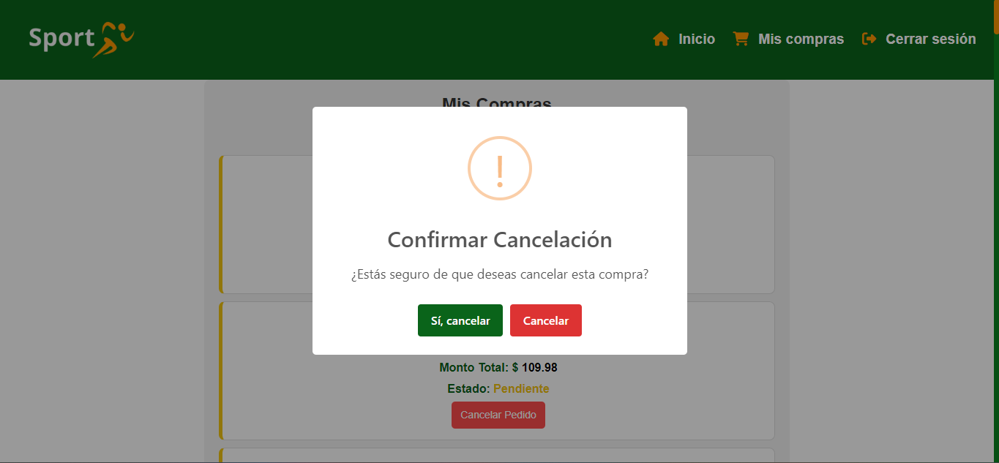 Sport
Inicio
Mis compras
Cerrar sesión
Mis Compras
!
Confirmar Cancelación
¿Estás seguro de que deseas cancelar esta compra?
Sí, cancelar
Cancelar
Monto Total: $ 109.98
Estado: Pendiente
Cancelar Pedido